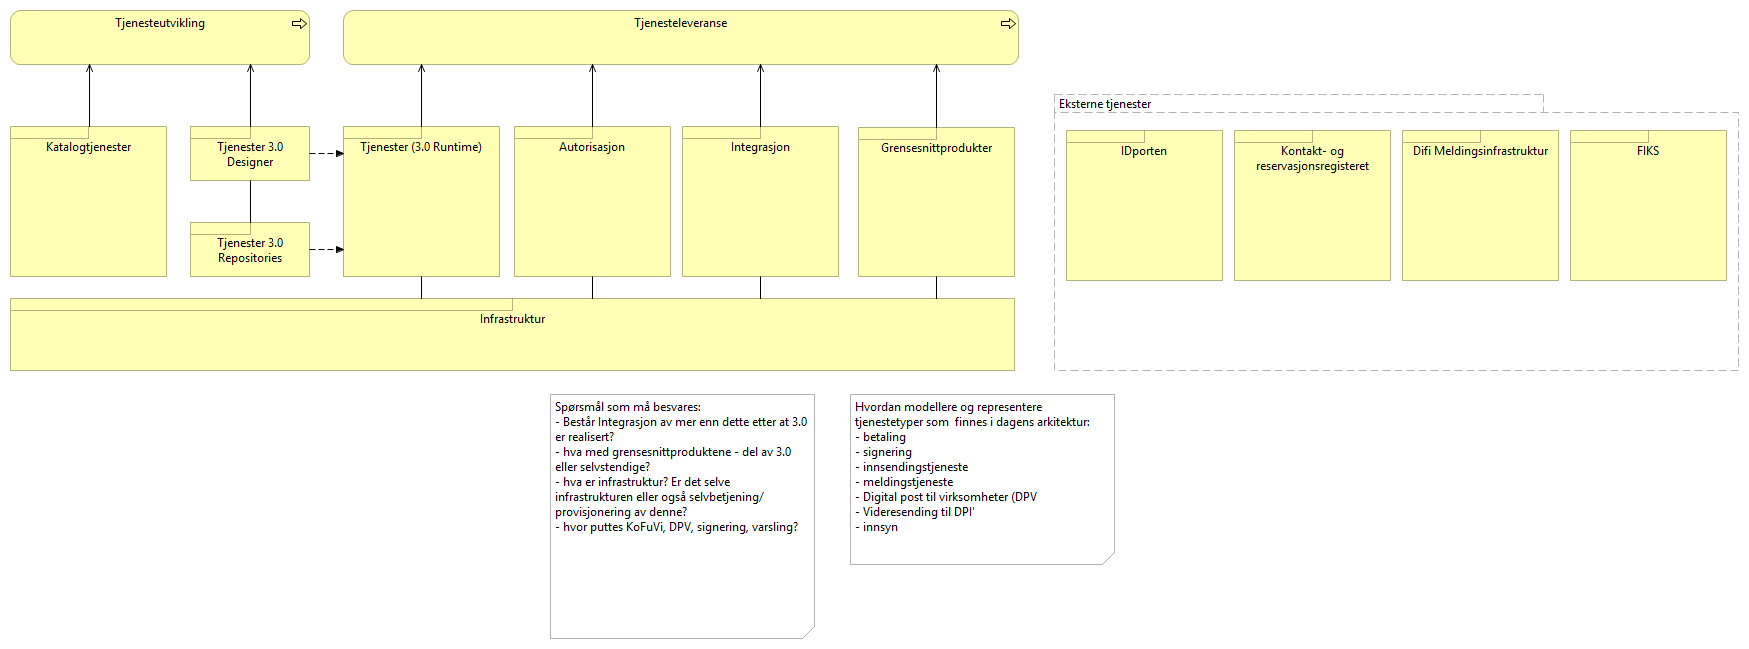 Tjenesteutvikling
Tjenesteleveranse
Eksterne tjenester
Katalogtjenester
Tjenester 3.0
Designer
Tjenester (3.0 Runtime)
Autorisasjon
Integrasjon
Grensesnittprodukter
IDporten
Kontakt- og
reservasjonsregisteret
Difi Meldingsinfrastruktur
FIKS
Tjenester 3.0
Repositories
Infrastruktur
Spørsmål som må besvares:
- Består Integrasjon av mer enn dette etter at 3.0
er realisert?
- hva med grensesnittproduktene - del av 3.0
eller selvstendige?
- hva er infrastruktur? Er det selve
infrastrukturen eller også selvbetjening/
provisjonering av denne?
- hvor puttes KoFuVi, DPV, signering, varsling?
Hvordan modellere og representere
tjenestetyper som  finnes i dagens arkitektur:
- betaling
- signering
- innsendingstjeneste
- meldingstjeneste
- Digital post til virksomheter (DPV
- Videresending til DPI'
- innsyn